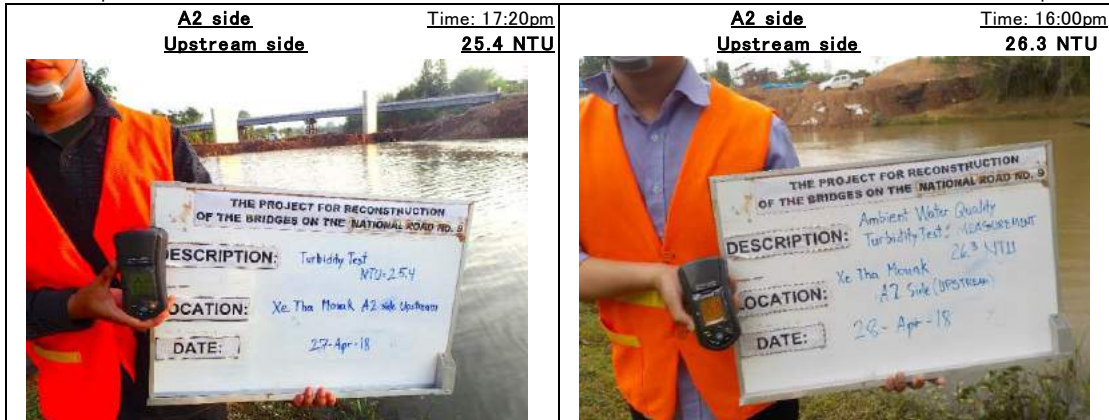 A2 side Time: 17:20pm
Upstream side 25.4 NTU
THE PROJECT FOR RECONSTRUCTION
OF THE BRIDGES ON THE NATIONAL ROAD NO. 9
DESCRIPTION: Turbidity Test
NTU=25.4
LOCATION: Xe Tha Mouak A2 side Upstream
DATE: 27-Apr-18
A2 side Time: 16:00pm
Upstream side 26.3 NTU
THE PROJECT FOR RECONSTRUCTION
OF THE BRIDGES ON THE NATIONAL ROAD NO. 9
Ambient Water Quality
DESCRIPTION: Turbidity Test: MEASUREMENT
26.3 NTU
LOCATION: Xe Tha Mouak
A2 Side (UPSTREAM)
DATE: 28-Apr-18